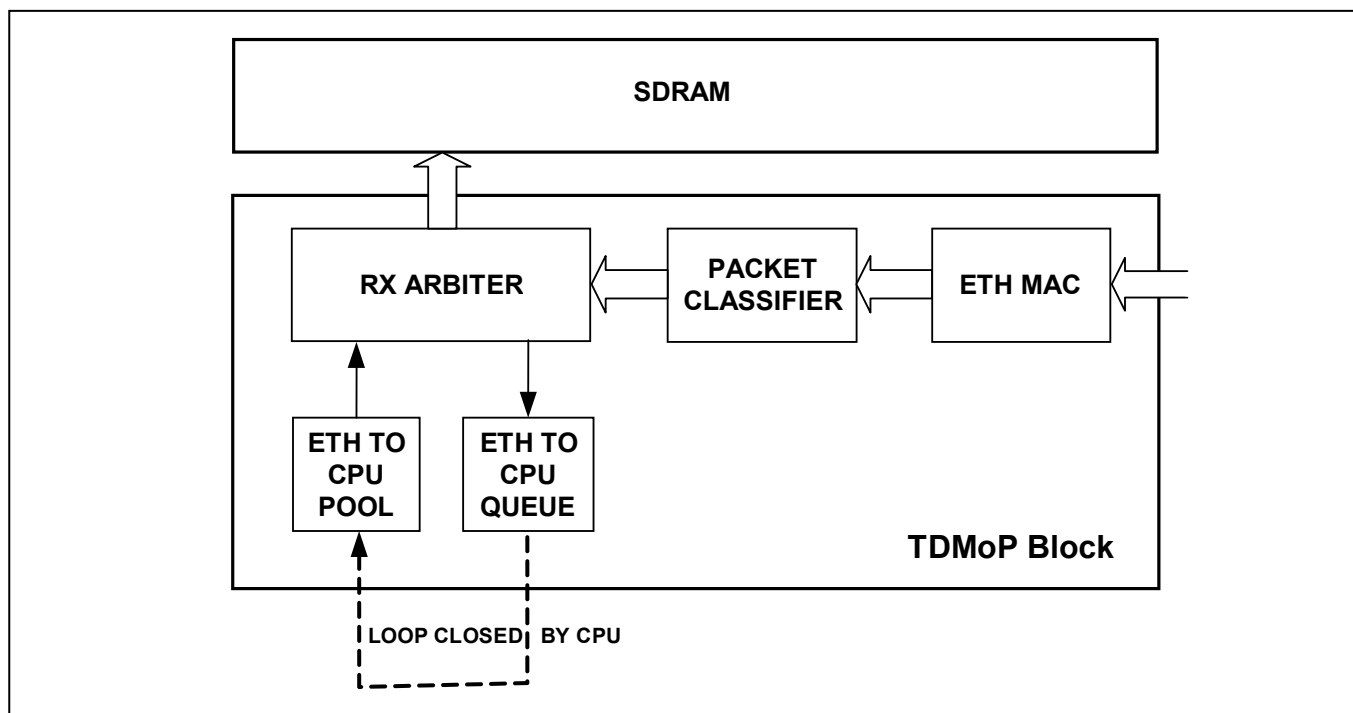 SDRAM
RX ARBITER
PACKET
CLASSIFIER
ETH MAC
ETH TO
CPU
POOL
ETH TO
CPU
QUEUE
TDMoP Block
LOOP CLOSED BY CPU